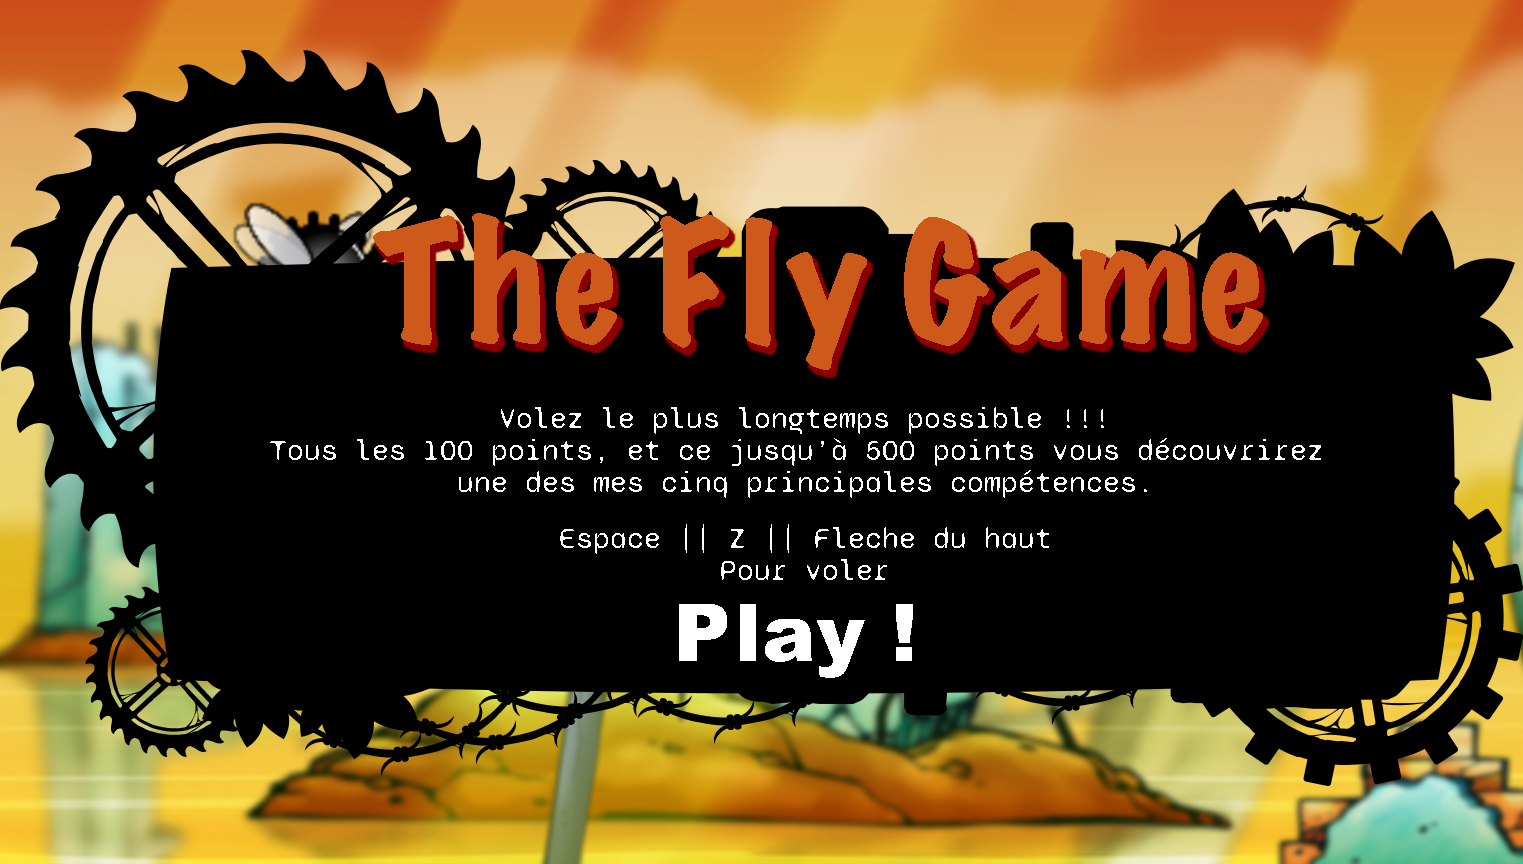 The Fly Game
Volez le plus longtemps possible !!!
Tous les 100 points, et ce jusqu'à 500 points vous découvrirez
une des mes cinq principales compétences.
Espace || Z || Fleche du haut
Pour voler
Play !